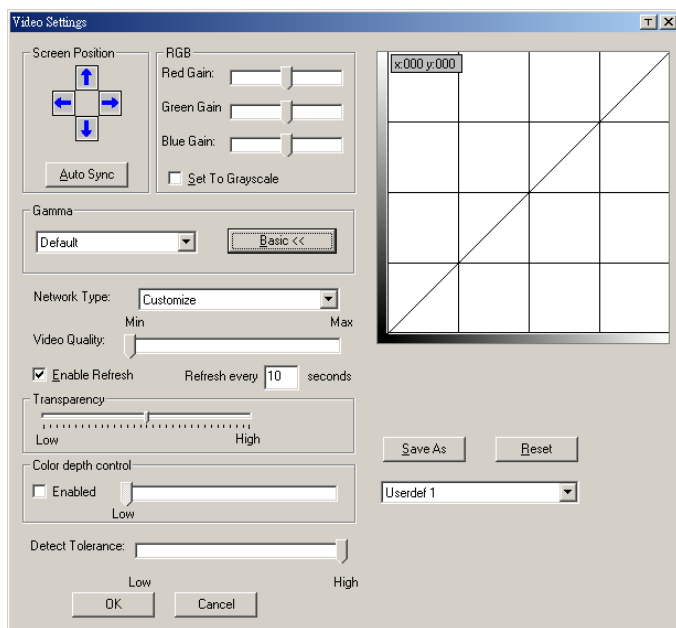 Video Settings
Screen Position
Auto Sync
RGB
Red Gain:
Green Gain
Blue Gain:
Set To Grayscale
Gamma
Default
Basic <<
Network Type:
Customize
Min
Max
Video Quality:
Enable Refresh
Refresh every 10 seconds
Transparency
Low
High
Color depth control
Enabled
Low
Detect Tolerance:
Low
High
OK
Cancel
x:000 y:000
Save As
Reset
Userdef 1